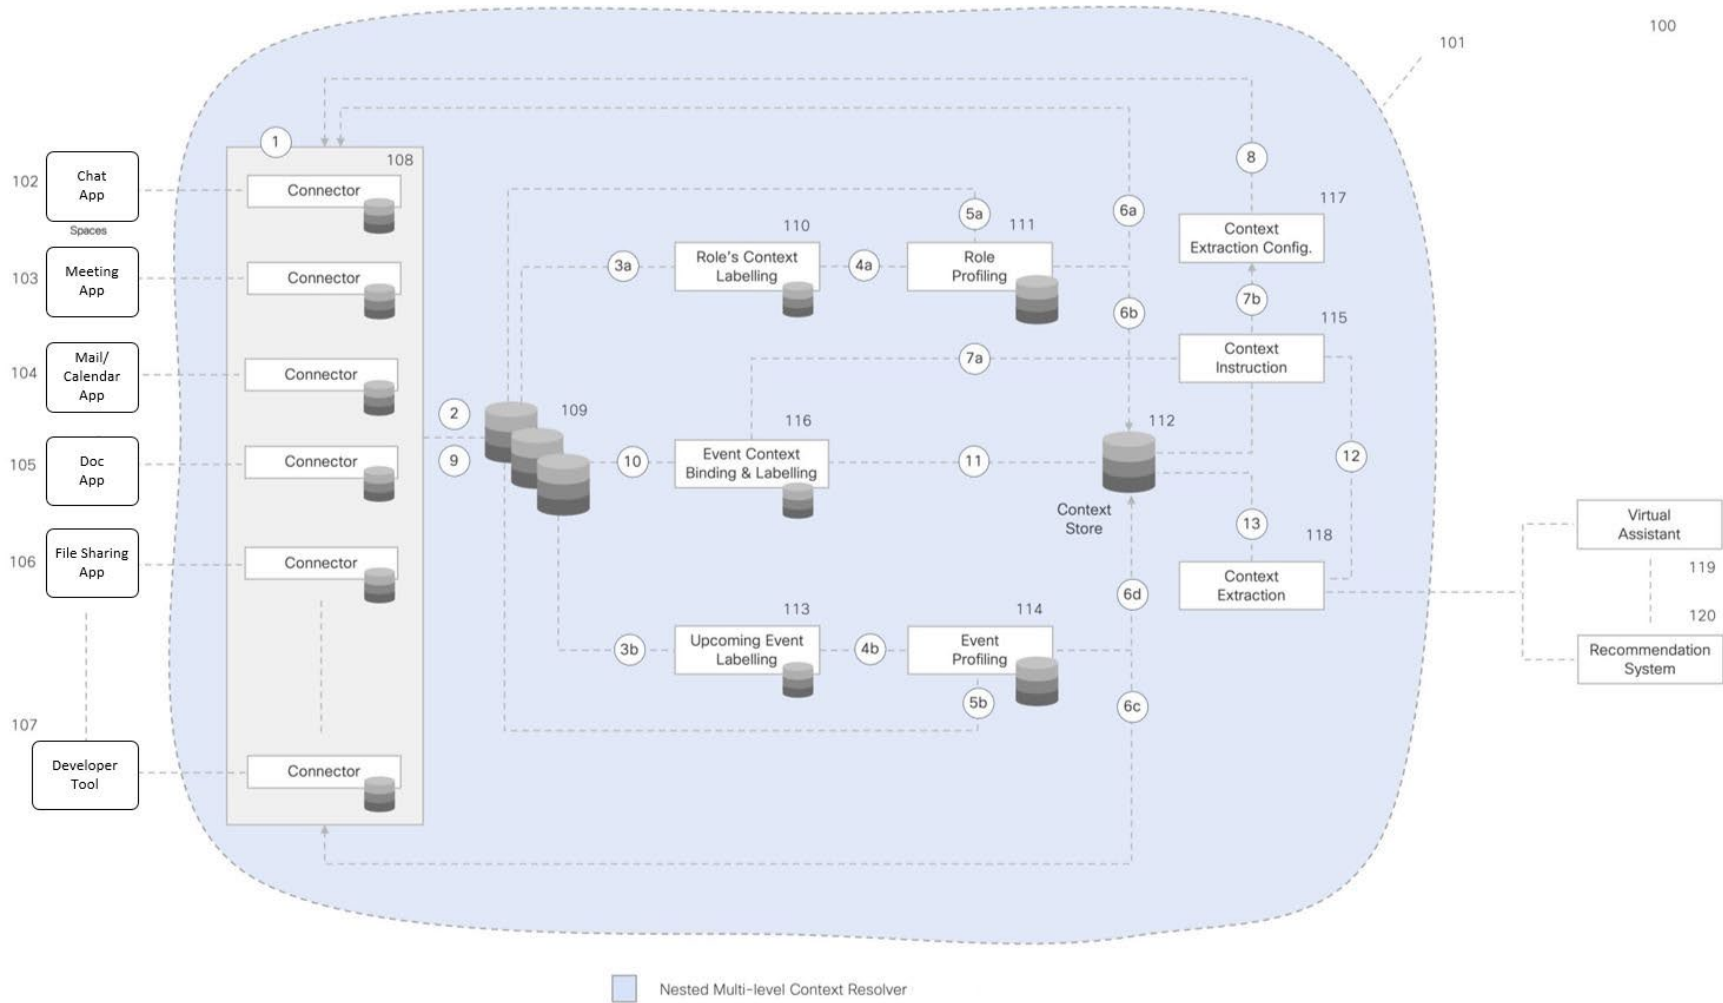 100
101
1
108
8
102
Chat
App
Connector
Spaces
117
6a
5a
110
111
Context
Extraction Config.
103
Meeting
App
Connector
3a
Role's Context
Labelling
4a
Role
Profiling
6b
7b
115
104
Mail/
Calendar
App
Connector
7a
Context
Instruction
2
109
116
112
105
Doc
App
Connector
9
10
Event Context
Binding & Labelling
11
12
Context
Store
13
118
106
File Sharing
App
Connector
Context
Extraction
Virtual
Assistant
119
6d
113
114
120
3b
Upcoming Event
Labelling
4b
Event
Profiling
Recommendation
System
5b
6c
107
Developer
Tool
Connector
Nested Multi-level Context Resolver